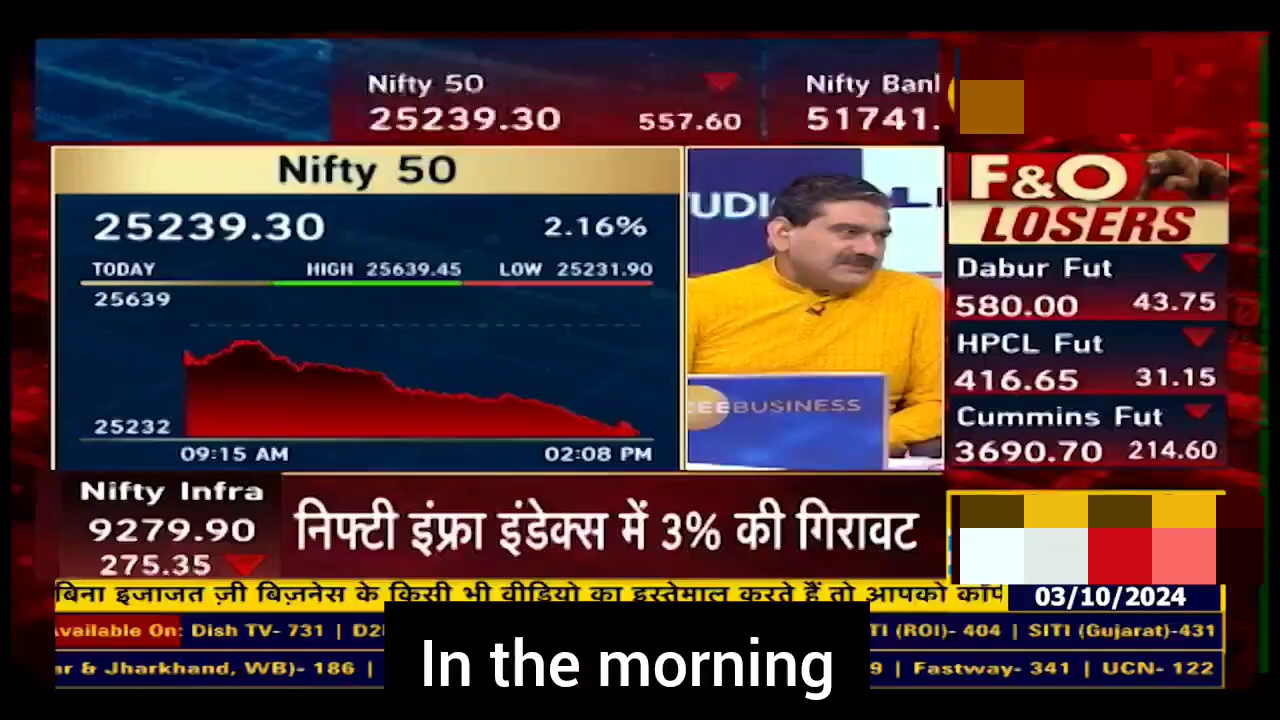 Nifty 50
25239.30 557.60
Nifty Bank
51741.
Nifty 50
25239.30 2.16%
TODAY HIGH 25639.45 LOW 25231.90
25639
25232
09:15 AM 02:08 PM
UDI
EEBUSINESS
F&O
LOSERS
Dabur Fut
580.00 43.75
HPCL Fut
416.65 31.15
Cummins Fut
3690.70 214.60
Nifty Infra
9279.90
275.35
निफ्टी इंफ्रा इंडेक्स में 3% की गिरावट
बिना इजाजत ज़ी बिज़नेस के किसी भी वीडियो का इस्तेमाल करते हैं तो आपको कॉप
03/10/2024
vailable On: Dish TV- 731 | D2
TI (ROI)- 404 | SITI (Gujarat)-431
ar & Jharkhand, WB)- 186 |
9 | Fastway- 341 | UCN- 122
In the morning